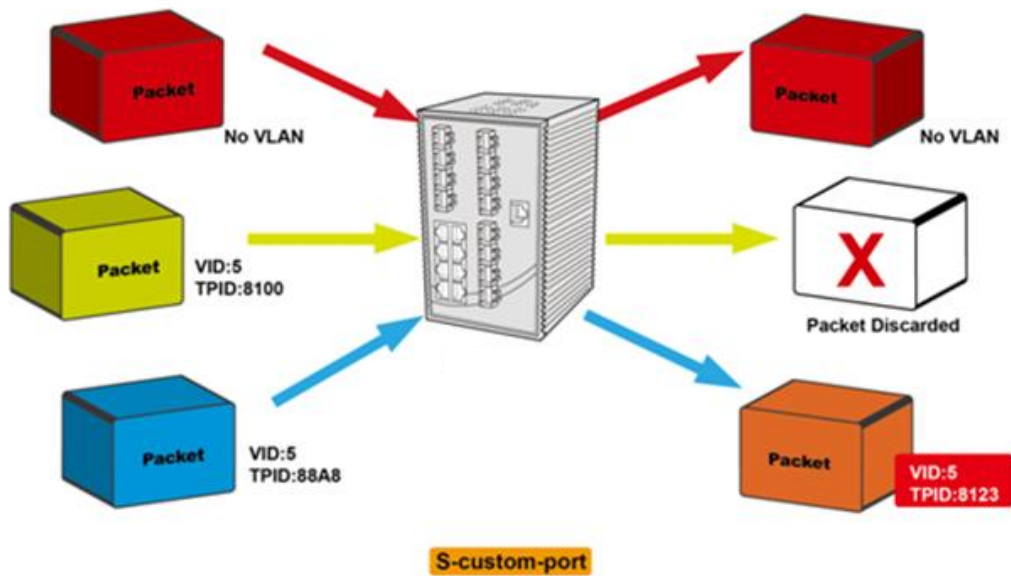 Packet
No VLAN
Packet
No VLAN
Packet
VID:5
TPID:8100
X
Packet Discarded
Packet
VID:5
TPID:88A8
Packet
VID:5
TPID:8123
S-custom-port